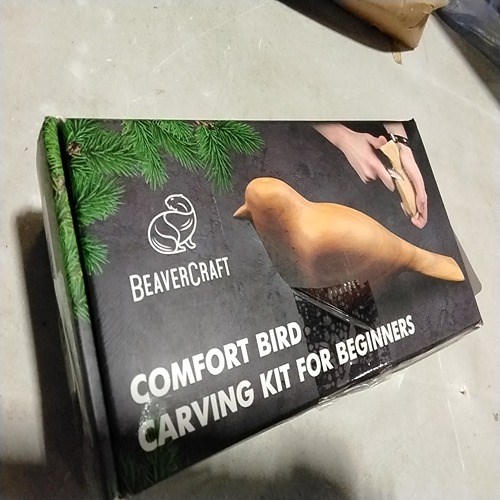 BEAVERCRAFT
COMFORT BIRD
CARVING KIT FOR BEGINNERS